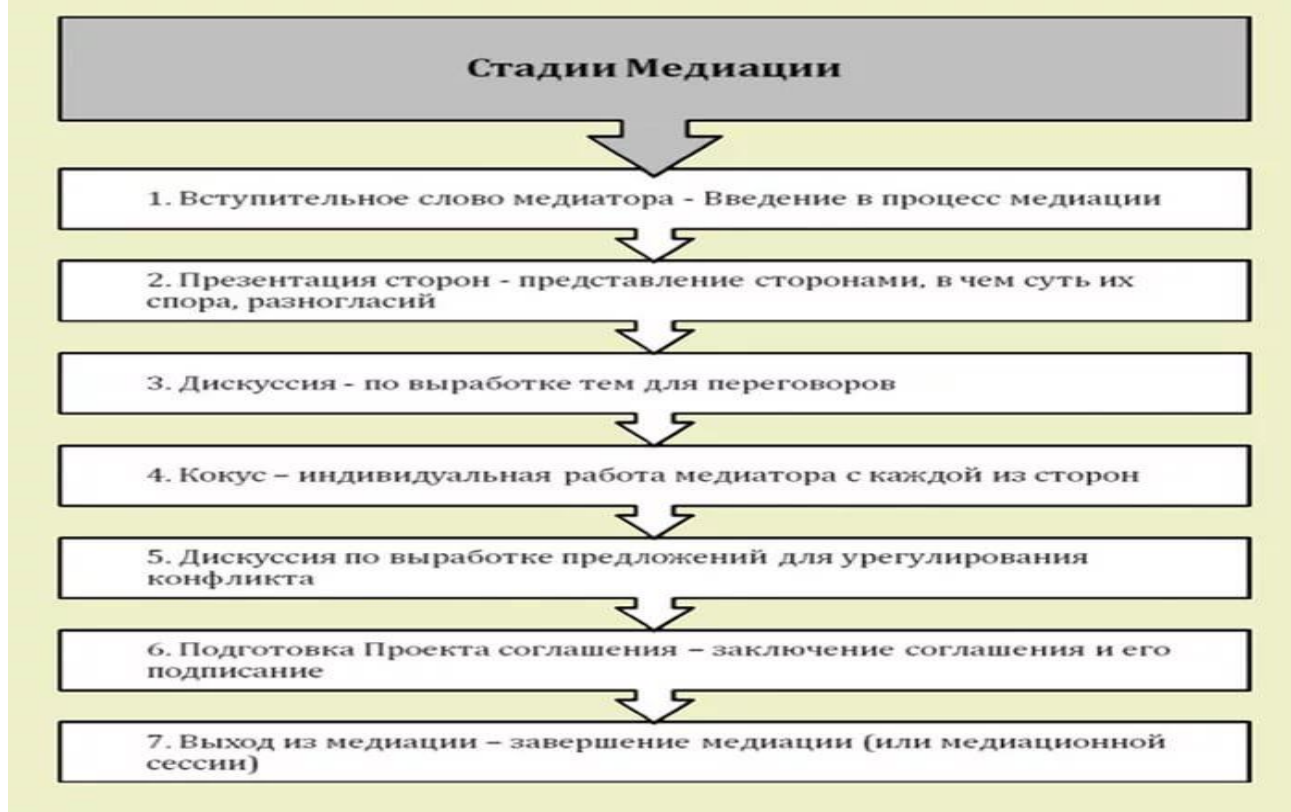 Стадии Медиации
1. Вступительное слово медиатора - Введение в процесс медиации
2. Презентация сторон - представление сторонами, в чем суть их
спора, разногласий
3. Дискуссия - по выработке тем для переговоров
4. Кокус – индивидуальная работа медиатора с каждой из сторон
5. Дискуссия по выработке предложений для урегулирования
конфликта
6. Подготовка Проекта соглашения – заключение соглашения и его
подписание
7. Выход из медиации – завершение медиации (или медиационной
сессии)